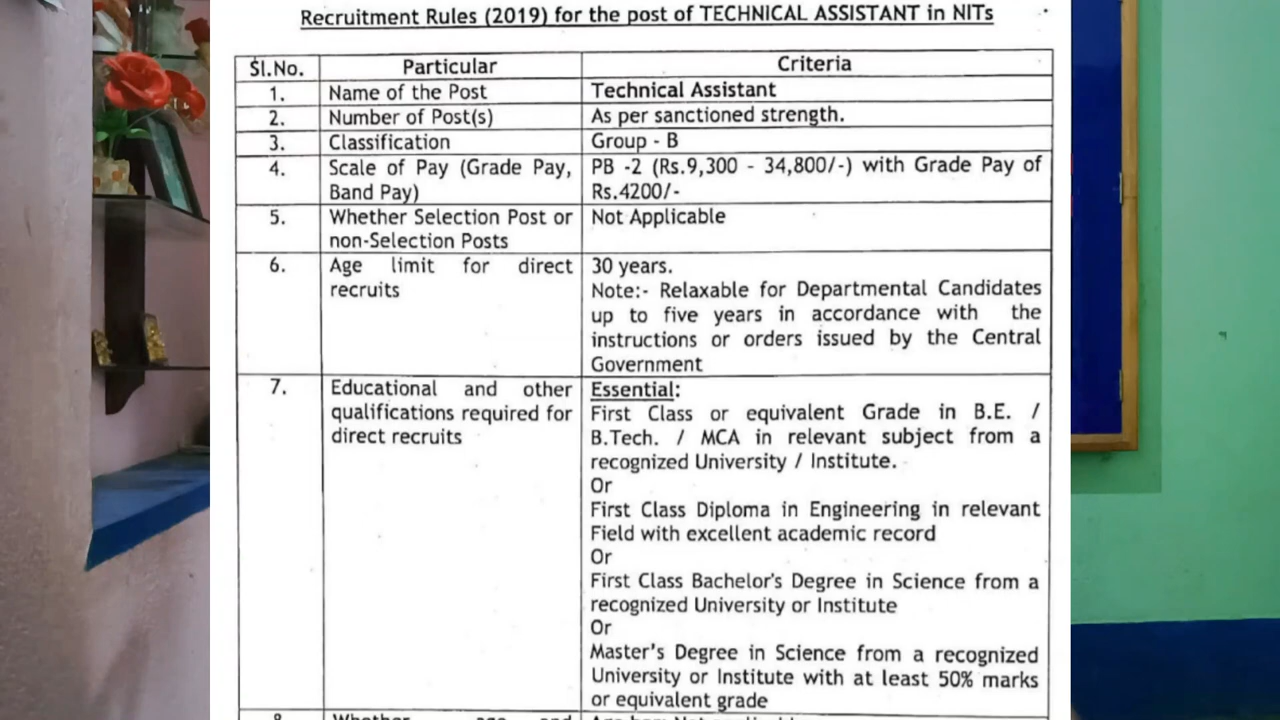 Recruitment Rules (2019) for the post of TECHNICAL ASSISTANT in NITs
Sl.No. Particular Criteria
1. Name of the Post Technical Assistant
2. Number of Post(s) As per sanctioned strength.
3. Classification Group - B
4. Scale of Pay (Grade Pay, PB -2 (Rs.9,300 - 34,800/-) with Grade Pay of
Band Pay) Rs.4200/-
5. Whether Selection Post or Not Applicable
non-Selection Posts
6. Age limit for direct 30 years.
recruits Note:- Relaxable for Departmental Candidates
up to five years in accordance with the
instructions or orders issued by the Central
Government
7. Educational and other Essential:
qualifications required for First Class or equivalent Grade in B.E. /
direct recruits B.Tech. / MCA in relevant subject from a
recognized University / Institute.
Or
First Class Diploma in Engineering in relevant
Field with excellent academic record
Or
First Class Bachelor's Degree in Science from a
recognized University or Institute
Or
Master's Degree in Science from a recognized
University or Institute with at least 50% marks
or equivalent grade
8. Whether age and